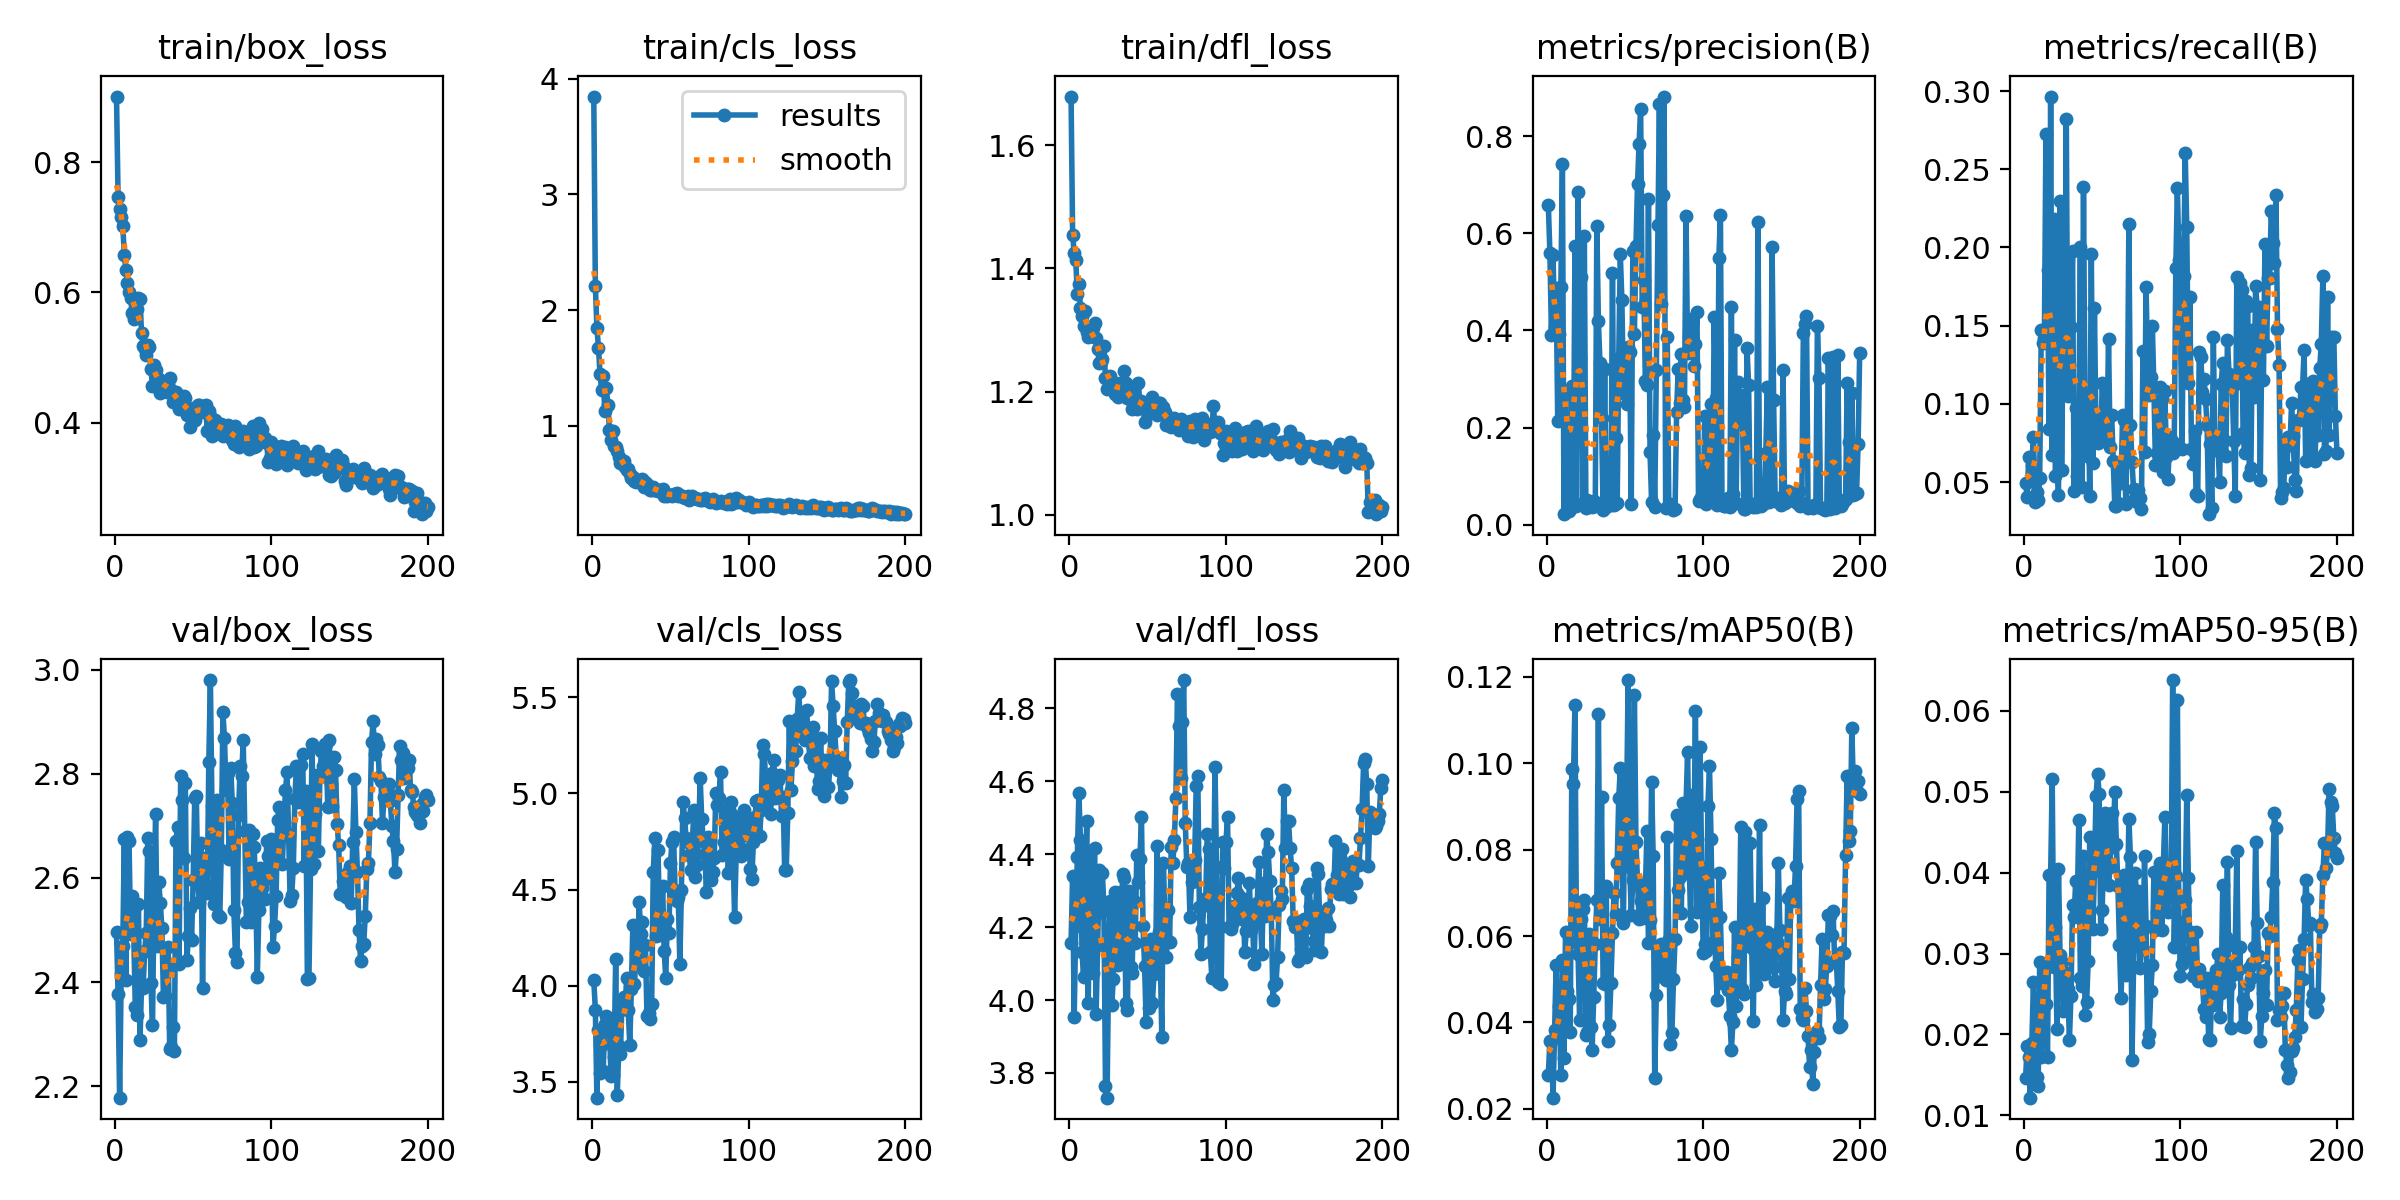 train/box_loss
0.8
0.6
0.4
0 100 200
train/cls_loss
4
3
2
1
results
smooth
0 100 200
train/dfl_loss
1.6
1.4
1.2
1.0
0 100 200
metrics/precision(B)
0.8
0.6
0.4
0.2
0.0
0 100 200
metrics/recall(B)
0.30
0.25
0.20
0.15
0.10
0.05
0 100 200
val/box_loss
3.0
2.8
2.6
2.4
2.2
0 100 200
val/cls_loss
5.5
5.0
4.5
4.0
3.5
0 100 200
val/dfl_loss
4.8
4.6
4.4
4.2
4.0
3.8
0 100 200
metrics/mAP50(B)
0.12
0.10
0.08
0.06
0.04
0.02
0 100 200
metrics/mAP50-95(B)
0.06
0.05
0.04
0.03
0.02
0.01
0 100 200